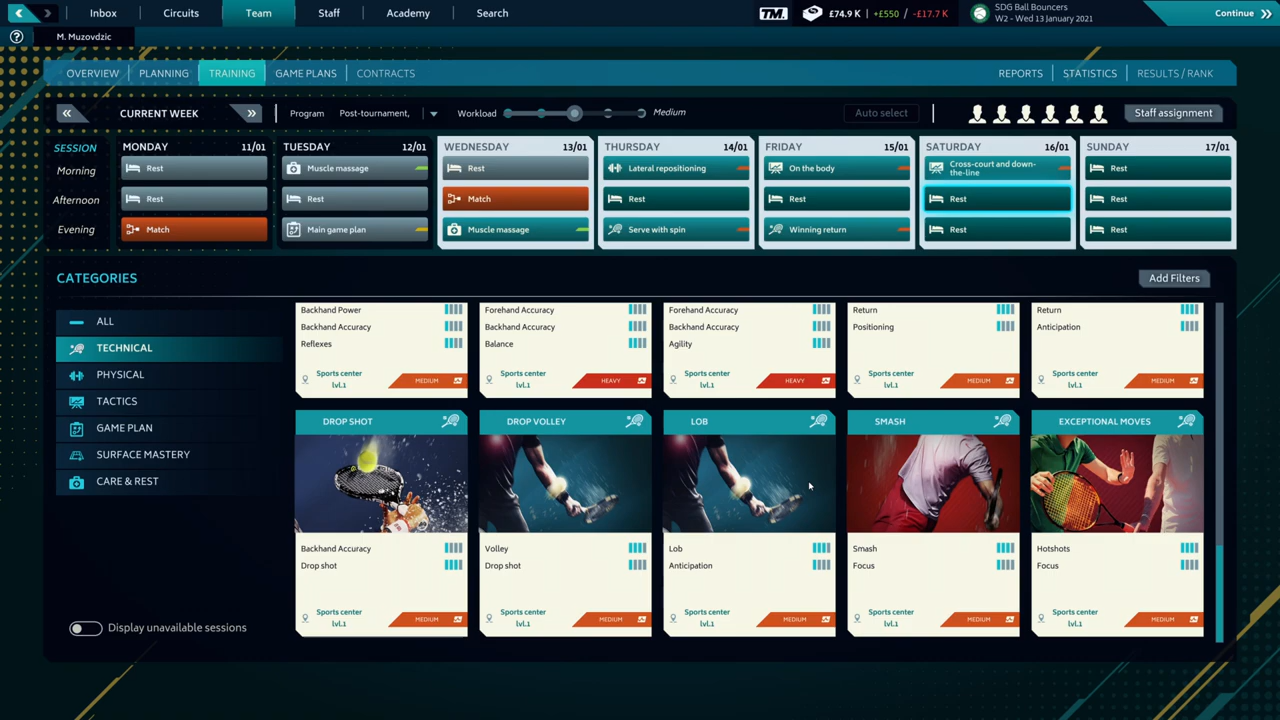 Inbox Circuits Team Staff Academy Search TM. £74.9 K +£550 / -£17.7 K SDG Ball Bouncers Continue
W2 - Wed 13 January 2021
? M. Muzovdzic
OVERVIEW PLANNING TRAINING GAME PLANS CONTRACTS REPORTS STATISTICS RESULTS / RANK
CURRENT WEEK Program Post-tournament, Workload Medium Auto select Staff assignment
SESSION MONDAY 11/01 TUESDAY 12/01 WEDNESDAY 13/01 THURSDAY 14/01 FRIDAY 15/01 SATURDAY 16/01 SUNDAY 17/01
Morning Rest Muscle massage Rest Lateral repositioning On the body Cross-court and down-the-line Rest
Afternoon Rest Rest Match Rest Rest Rest Rest
Evening Match Main game plan Muscle massage Serve with spin Winning return Rest Rest
CATEGORIES Add Filters
ALL
TECHNICAL
PHYSICAL
TACTICS
GAME PLAN
SURFACE MASTERY
CARE & REST
Display unavailable sessions
Backhand Power Forehand Accuracy Forehand Accuracy Return Return
Backhand Accuracy Backhand Accuracy Backhand Accuracy Positioning Anticipation
Reflexes Balance Agility
Sports center Sports center Sports center Sports center Sports center
lvl.1 MEDIUM lvl.1 HEAVY lvl.1 HEAVY lvl.1 MEDIUM lvl.1 MEDIUM
DROP SHOT DROP VOLLEY LOB SMASH EXCEPTIONAL MOVES
Backhand Accuracy Volley Lob Smash Hotshots
Drop shot Drop shot Anticipation Focus Focus
Sports center Sports center Sports center Sports center Sports center
lvl.1 MEDIUM lvl.1 MEDIUM lvl.1 MEDIUM lvl.1 MEDIUM lvl.1 MEDIUM